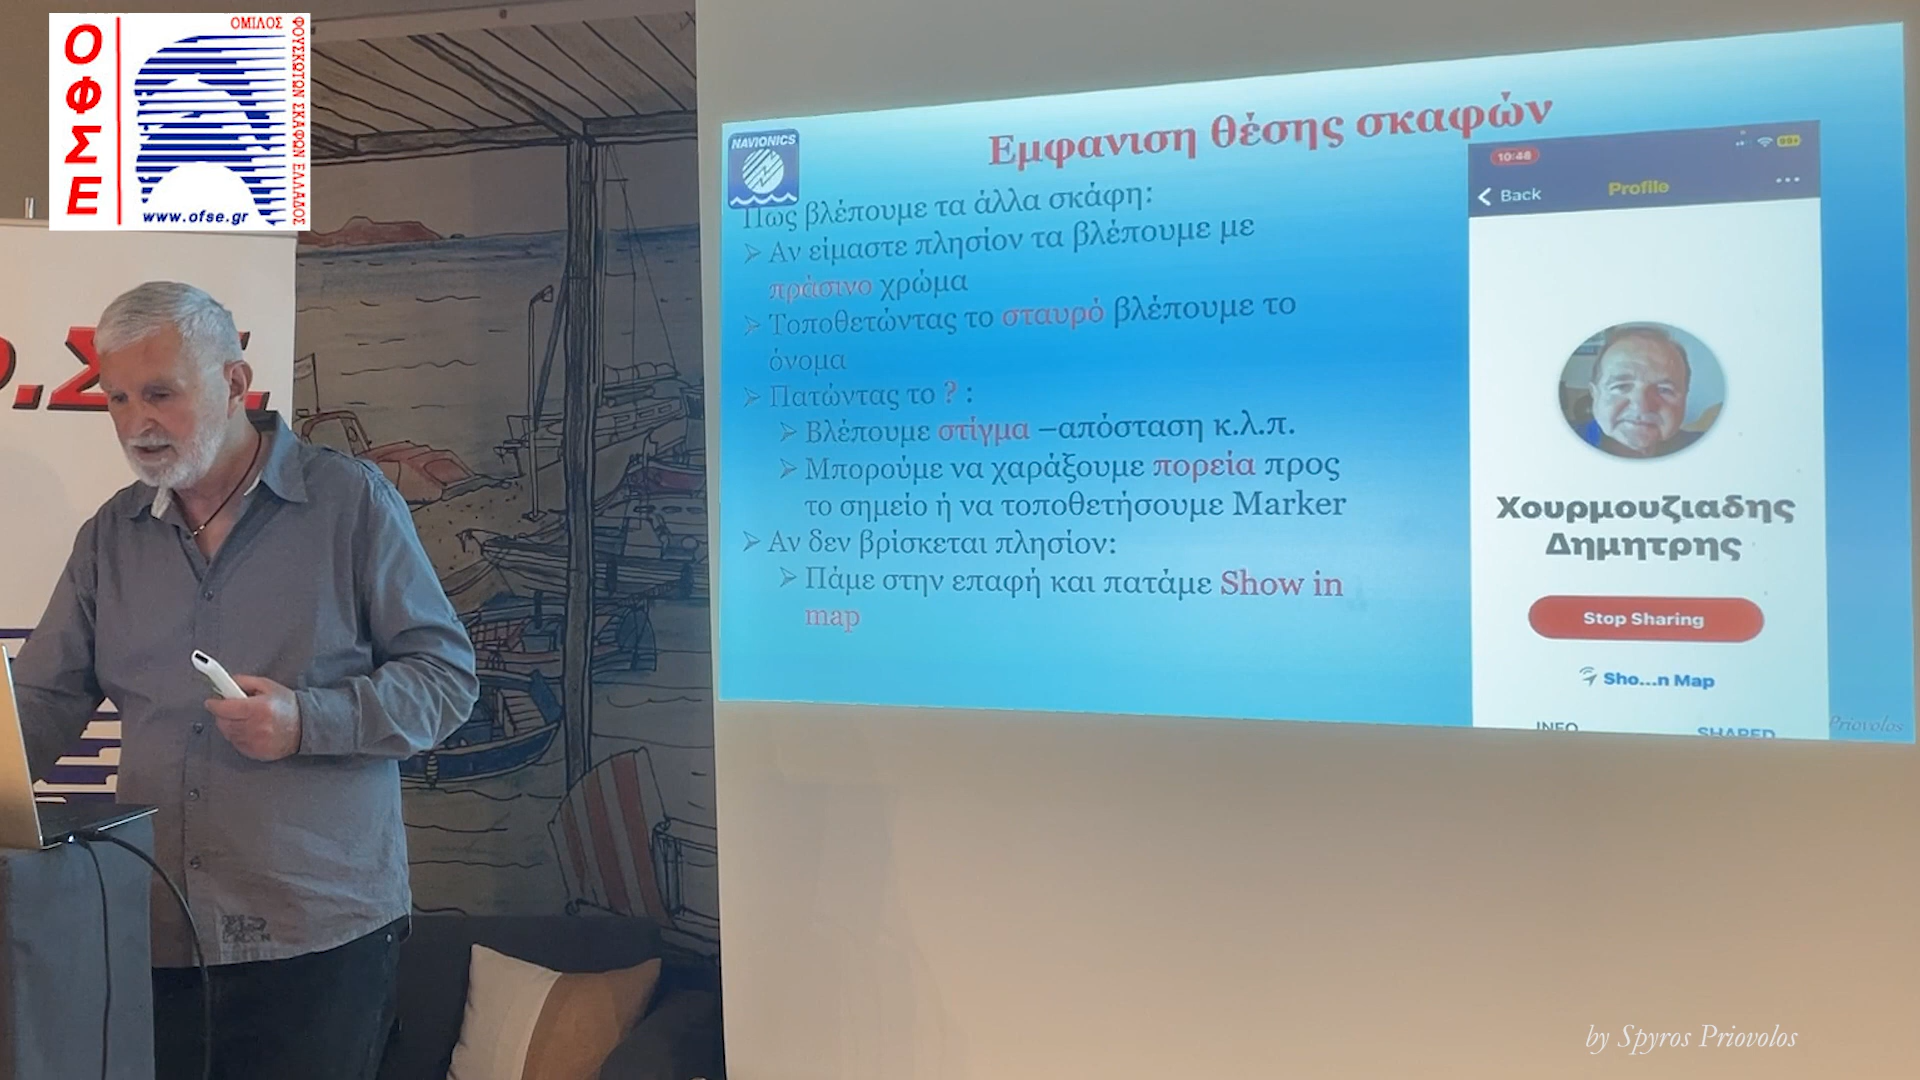 ΟΦΣΕ
ΟΜΙΛΟΣ
ΦΟΥΣΚΩΤΩΝ ΣΚΑΦΩΝ ΕΛΛΑΔΟΣ
www.ofse.gr
NAVIONICS
Εμφανιση θέσης σκαφών
Πως βλέπουμε τα άλλα σκάφη:
Αν είμαστε πλησίον τα βλέπουμε με
πράσινο χρώμα
Τοποθετώντας το σταυρό βλέπουμε το
όνομα
Πατώντας το ? :
Βλέπουμε στίγμα –απόσταση κ.λ.π.
Μπορούμε να χαράξουμε πορεία προς
το σημείο ή να τοποθετήσουμε Marker
Αν δεν βρίσκεται πλησίον:
Πάμε στην επαφή και πατάμε Show in
map
10:48
99+
Back
Profile
...
Χουρμουζιαδης
Δημητρης
Stop Sharing
Sho...n Map
INFO
SHARED
Priovolos
by Spyros Priovolos